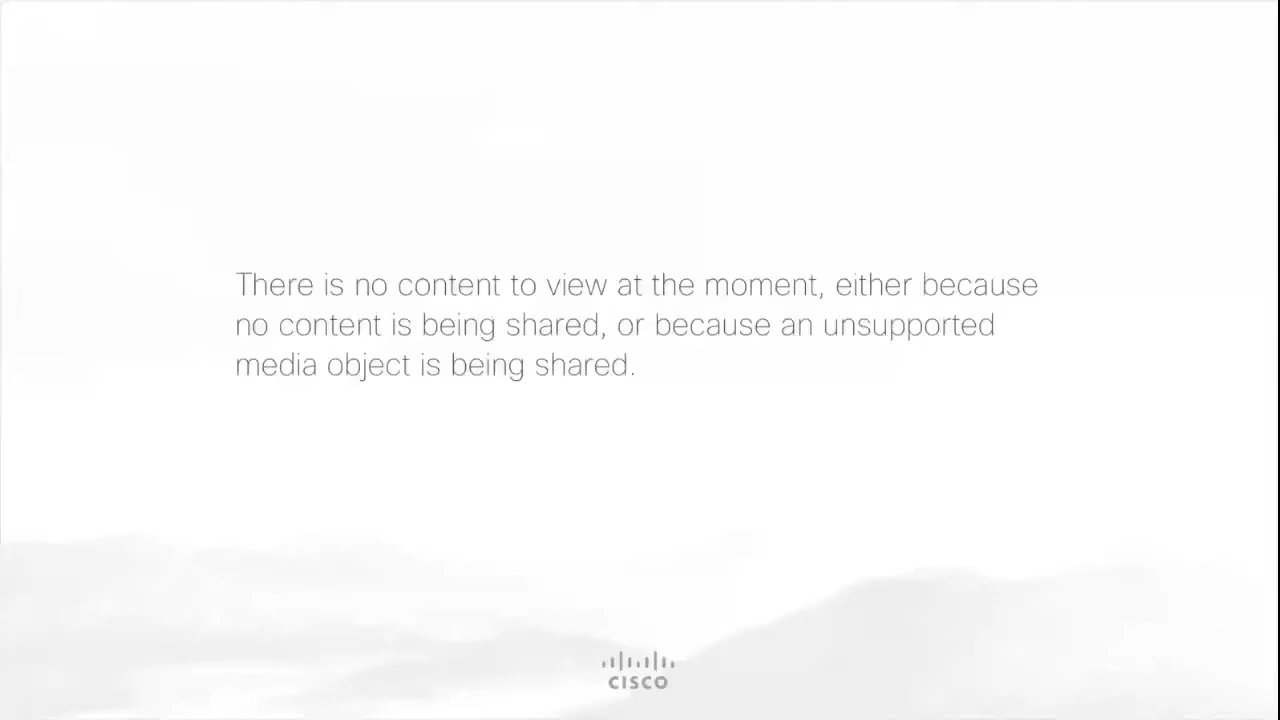 There is no content to view at the moment, either because
no content is being shared, or because an unsupported
media object is being shared.
CISCO